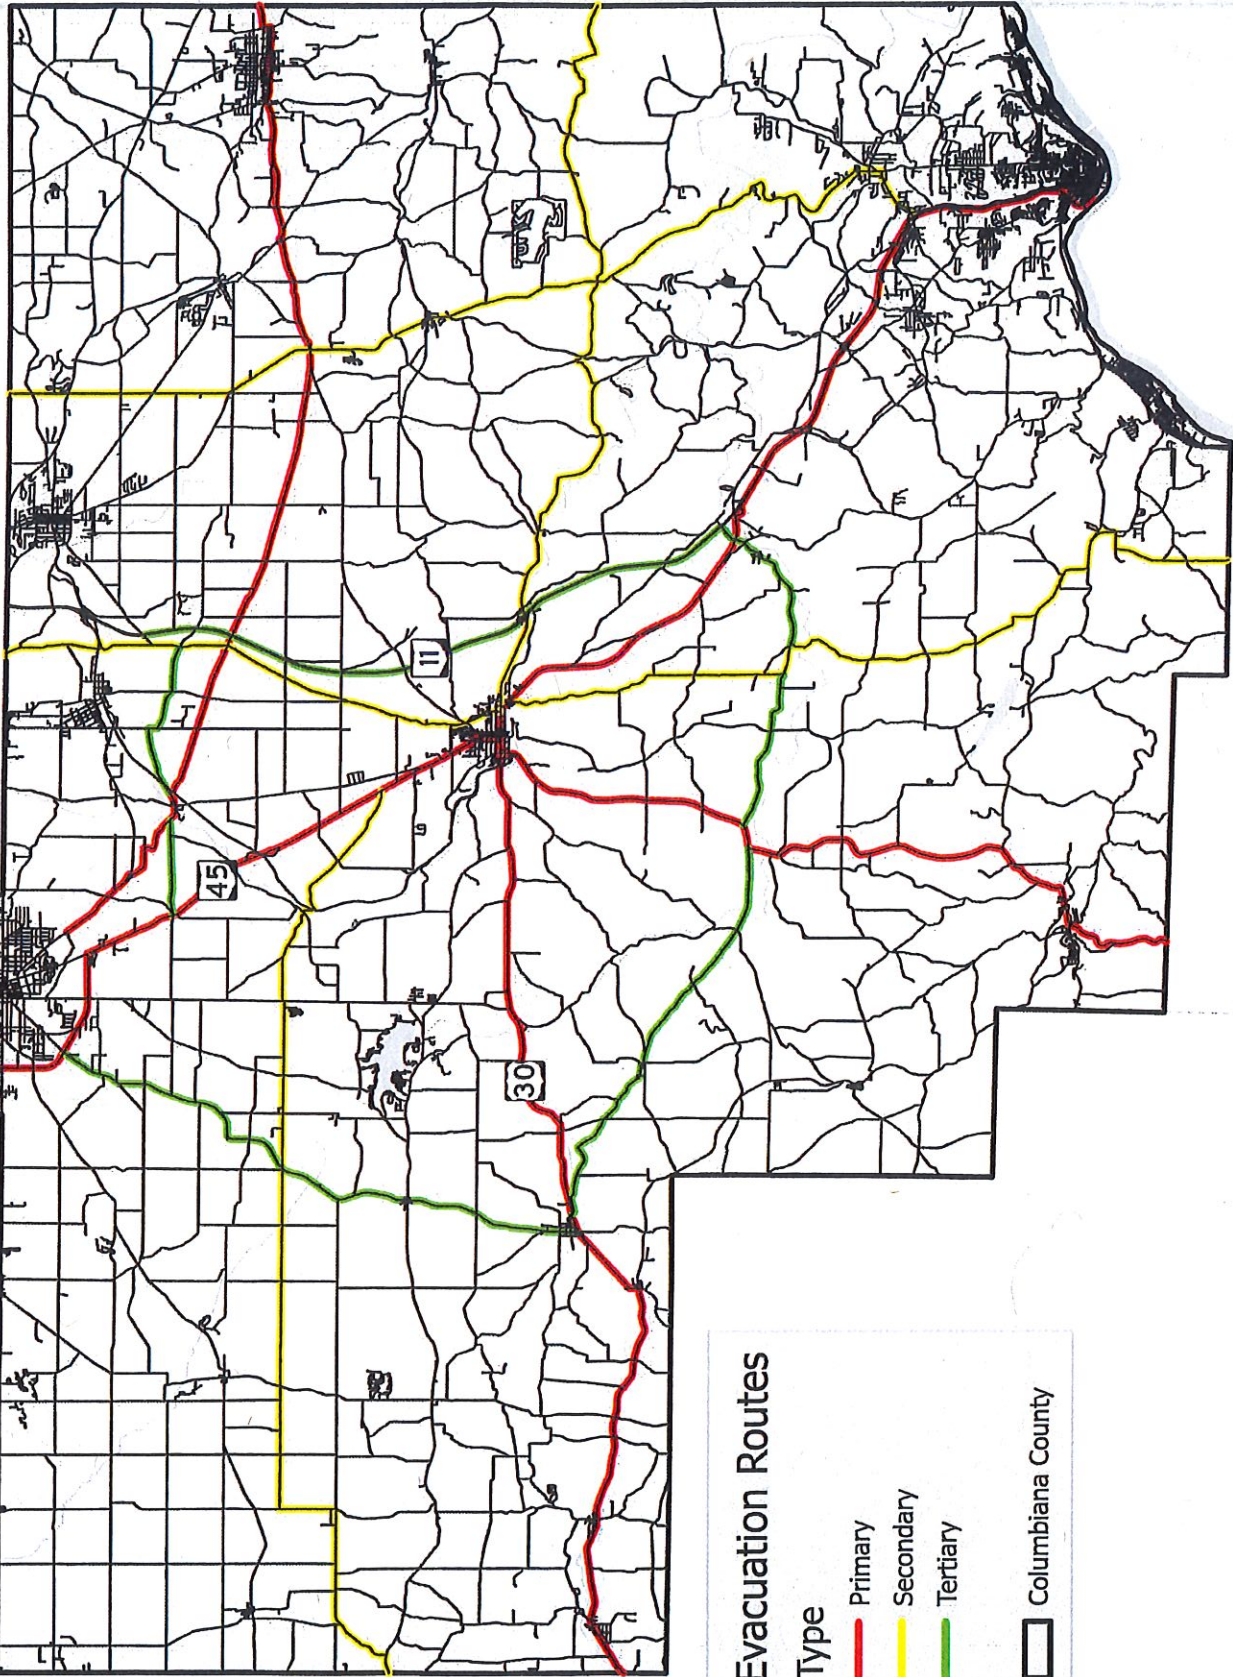 11
45
30
Evacuation Routes
Type
Primary
Secondary
Tertiary
Columbiana County